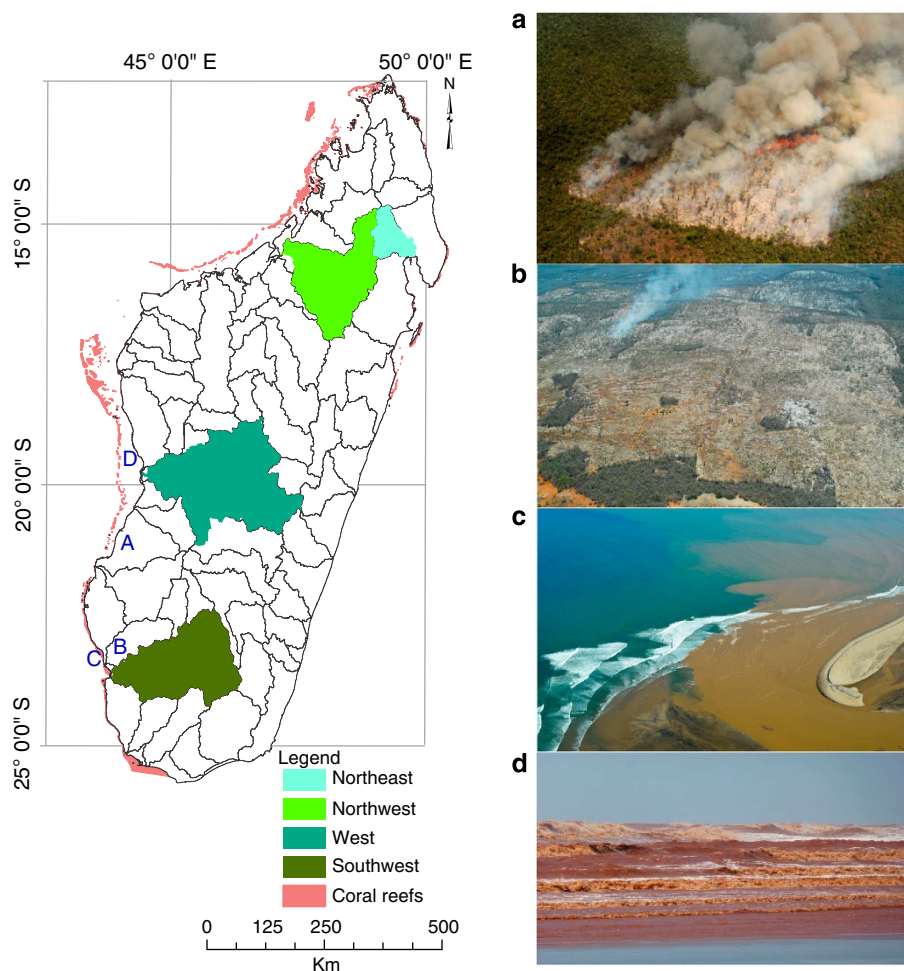 45° 0'0" E
50° 0'0" E
N
15° 0'0" S
20° 0'0" S
25° 0'0" S
D
A
B
C
Legend
Northeast
Northwest
West
Southwest
Coral reefs
0 125 250 500
Km
a
b
c
d